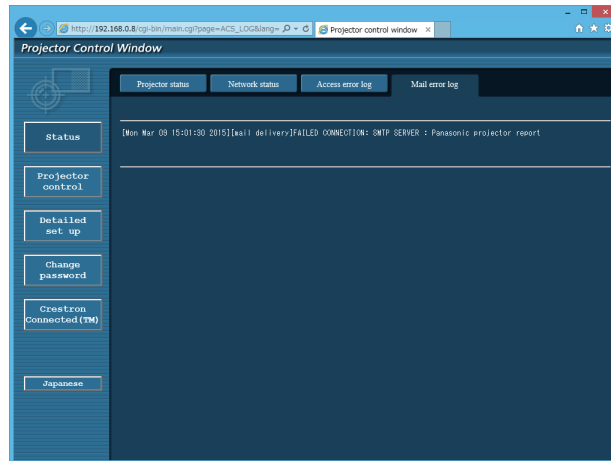 http://192.168.0.8/cgi-bin/main.cgi?page=ACS_LOG&lang=
Projector control window
Projector Control Window
Projector status
Network status
Access error log
Mail error log
[Mon Mar 09 15:01:30 2015][mail delivery]FAILED CONNECTION: SMTP SERVER : Panasonic projector report
Status
Projector
control
Detailed
set up
Change
password
Crestron
Connected(TM)
Japanese